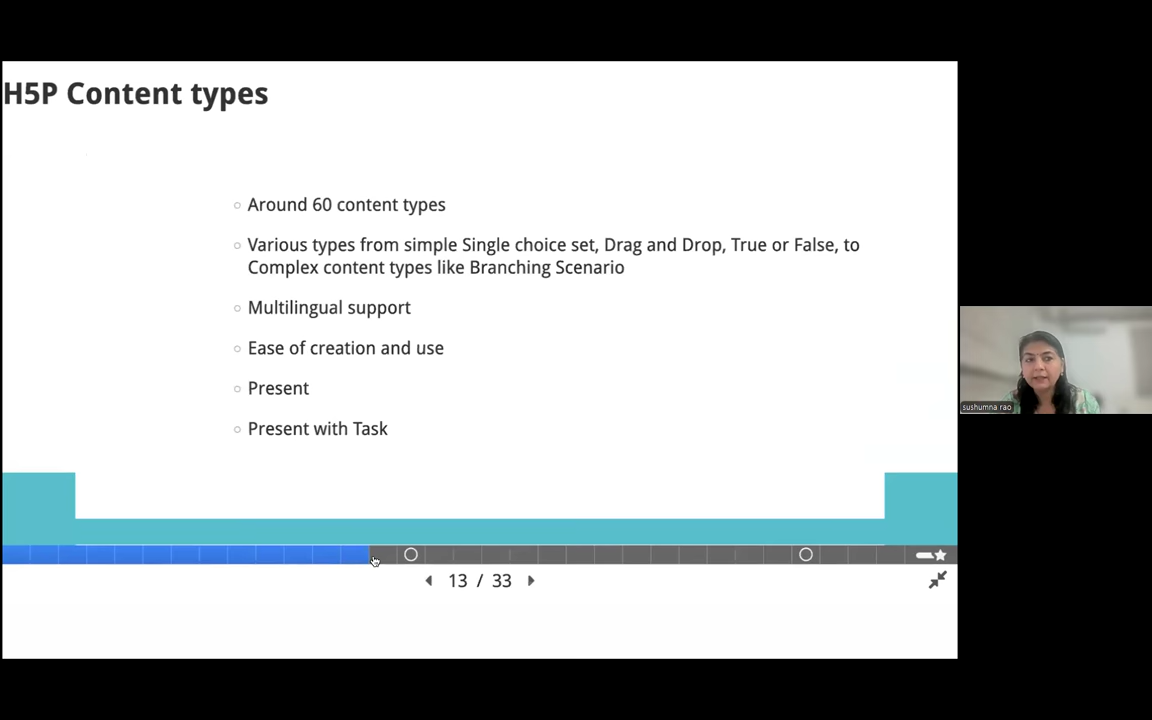 H5P Content types
Around 60 content types
Various types from simple Single choice set, Drag and Drop, True or False, to
Complex content types like Branching Scenario
Multilingual support
Ease of creation and use
Present
Present with Task
sushumna rao
13 / 33